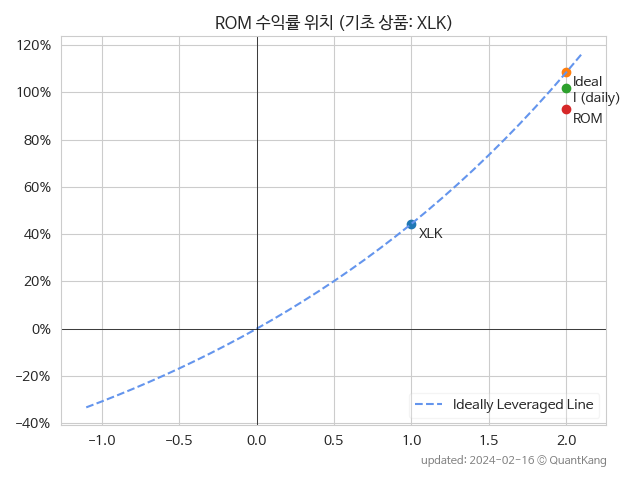 ROM 수익률 위치 (기초 상품: XLK)
120%
100%
80%
60%
40%
20%
0%
−20%
−40%
Ideal
I (daily)
ROM
XLK
Ideally Leveraged Line
−1.0 −0.5 0.0 0.5 1.0 1.5 2.0
updated: 2024-02-16 © QuantKang